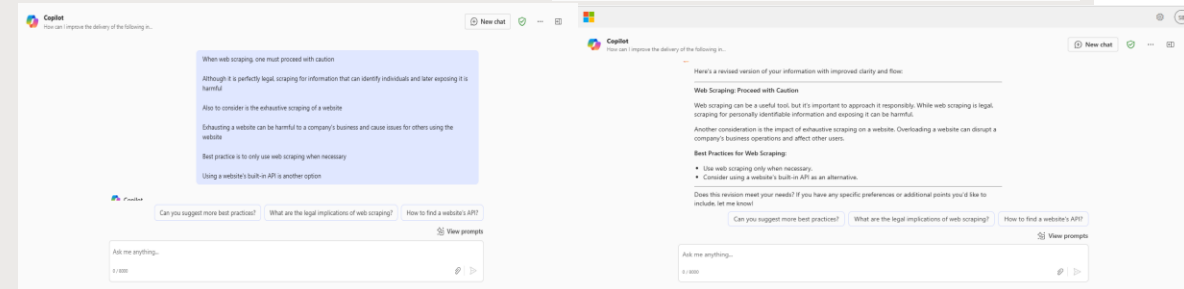 Copilot
How can I improve the delivery of the following in...
New chat
When web scraping, one must proceed with caution
Although it is perfectly legal, scraping for information that can identify individuals and later exposing it is
harmful
Also to consider is the exhaustive scraping of a website
Exhausting a website can be harmful to a company's business and cause issues for others using the
website
Best practice is to only use web scraping when necessary
Using a website's built-in API is another option
Copilot
Can you suggest more best practices? What are the legal implications of web scraping? How to find a website's API?
View prompts
Ask me anything...
0 / 8000
Copilot
How can I improve the delivery of the following in...
New chat
Here's a revised version of your information with improved clarity and flow:
Web Scraping: Proceed with Caution
Web scraping can be a useful tool, but it's important to approach it responsibly. While web scraping is legal,
scraping for personally identifiable information and exposing it can be harmful.
Another consideration is the impact of exhaustive scraping on a website. Overloading a website can disrupt a
company's business operations and affect other users.
Best Practices for Web Scraping:
• Use web scraping only when necessary.
• Consider using a website's built-in API as an alternative.
Does this revision meet your needs? If you have any specific preferences or additional points you'd like to
include, let me know!
Can you suggest more best practices? What are the legal implications of web scraping? How to find a website's API?
View prompts
Ask me anything...
0 / 8000